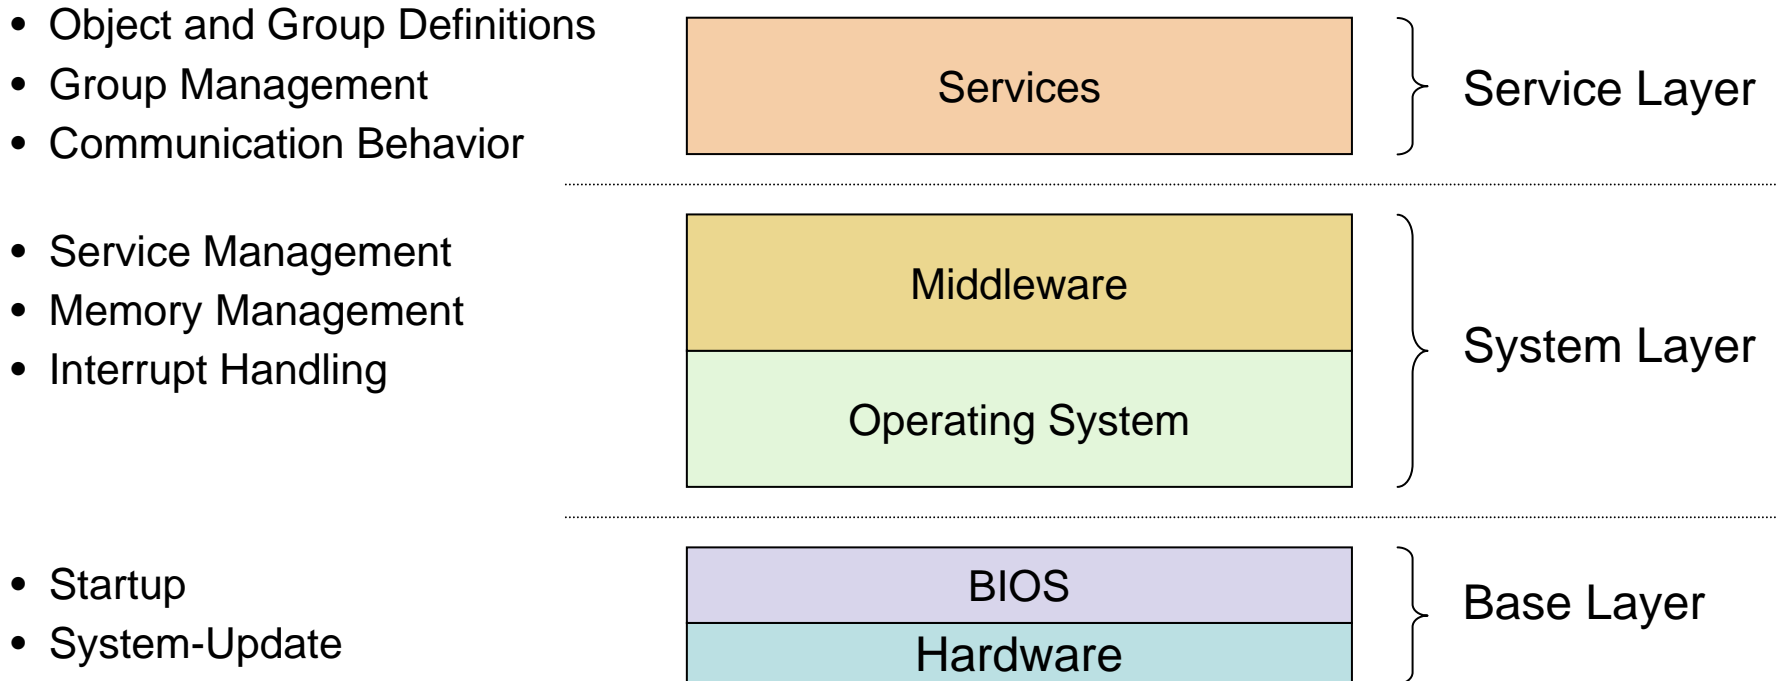 • Object and Group Definitions
• Group Management
• Communication Behavior
Services
Service Layer
• Service Management
• Memory Management
• Interrupt Handling
Middleware
Operating System
System Layer
• Startup
• System-Update
BIOS
Hardware
Base Layer